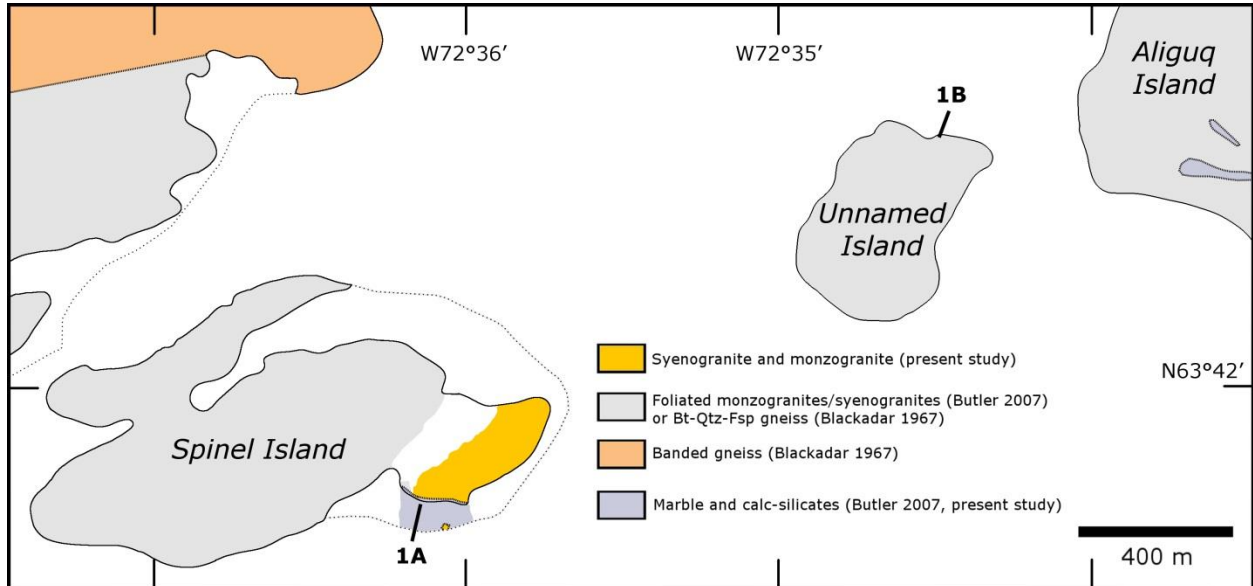 W72°36′
W72°35′
Aliguq
Island
1B
Unnamed
Island
Syenogranite and monzogranite (present study)
N63°42′
Foliated monzogranites/syenogranites (Butler 2007)
or Bt-Qtz-Fsp gneiss (Blackadar 1967)
Spinel Island
Banded gneiss (Blackadar 1967)
Marble and calc-silicates (Butler 2007, present study)
1A
400 m